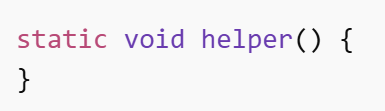 static void helper() {
}